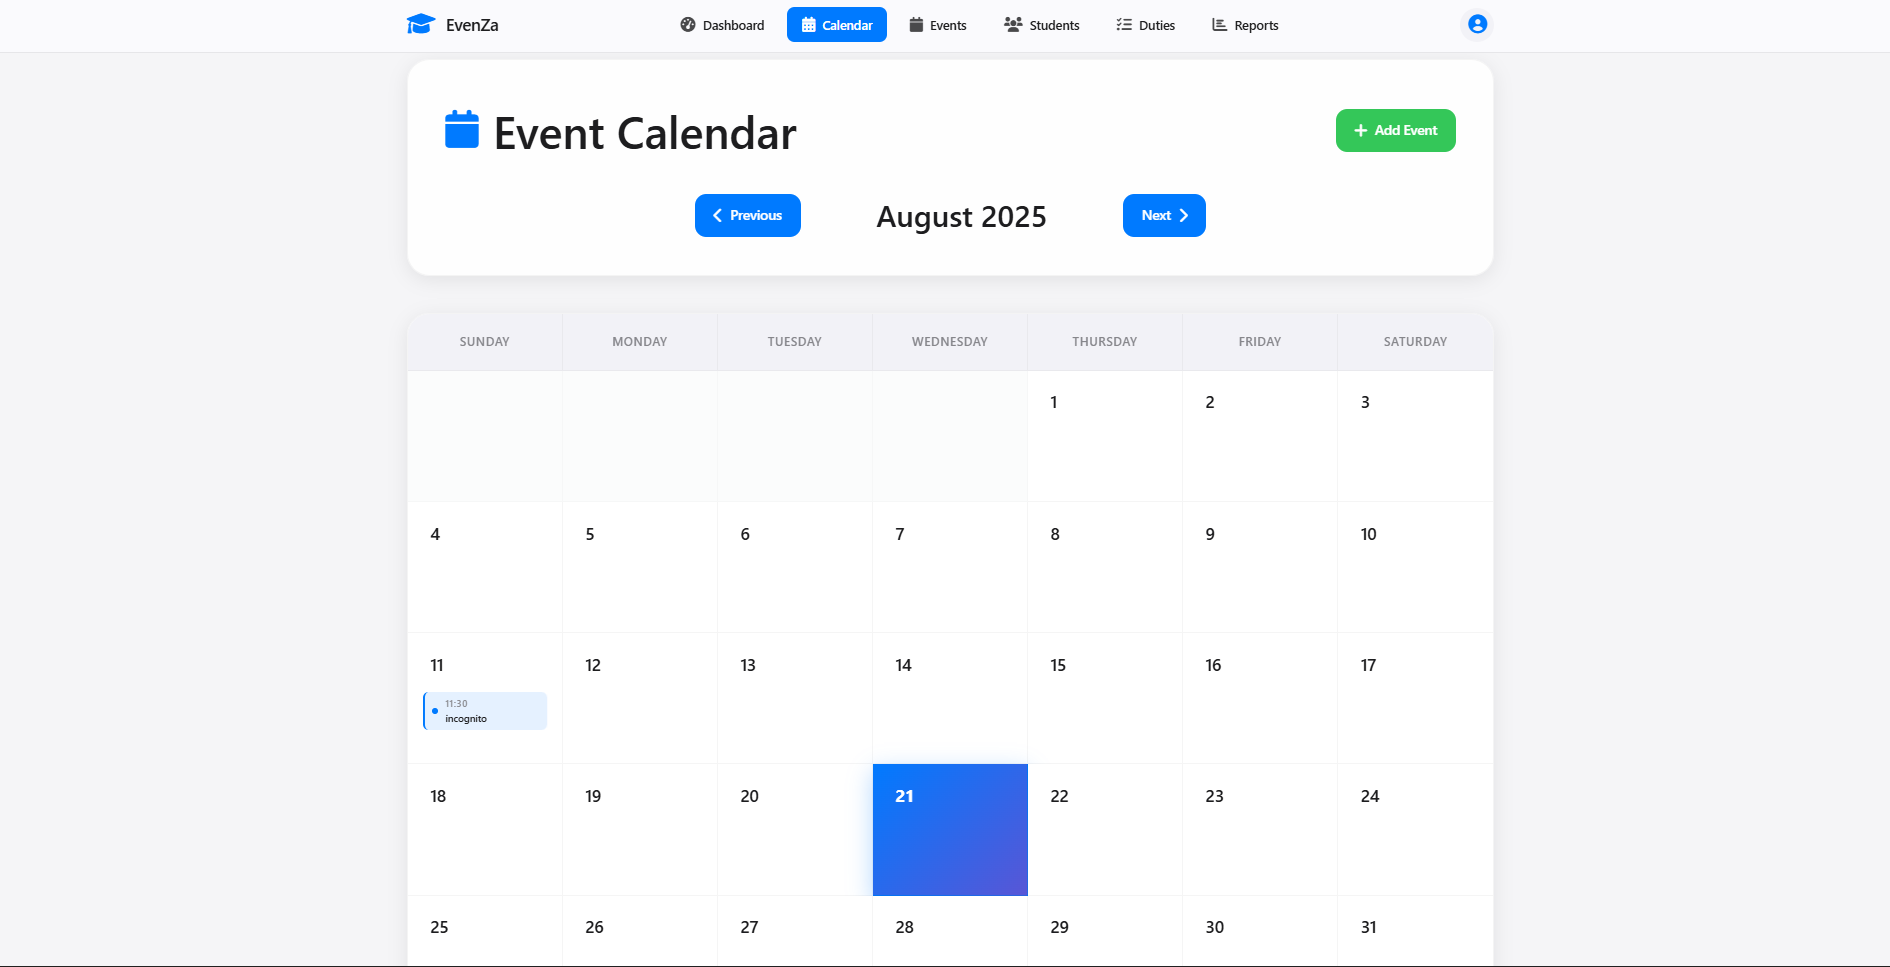 EvenZa Dashboard Calendar Events Students Duties Reports
Event Calendar
Add Event
Previous August 2025 Next
SUNDAY MONDAY TUESDAY WEDNESDAY THURSDAY FRIDAY SATURDAY
1 2 3
4 5 6 7 8 9 10
11 12 13 14 15 16 17
11:30
incognito
18 19 20 21 22 23 24
25 26 27 28 29 30 31